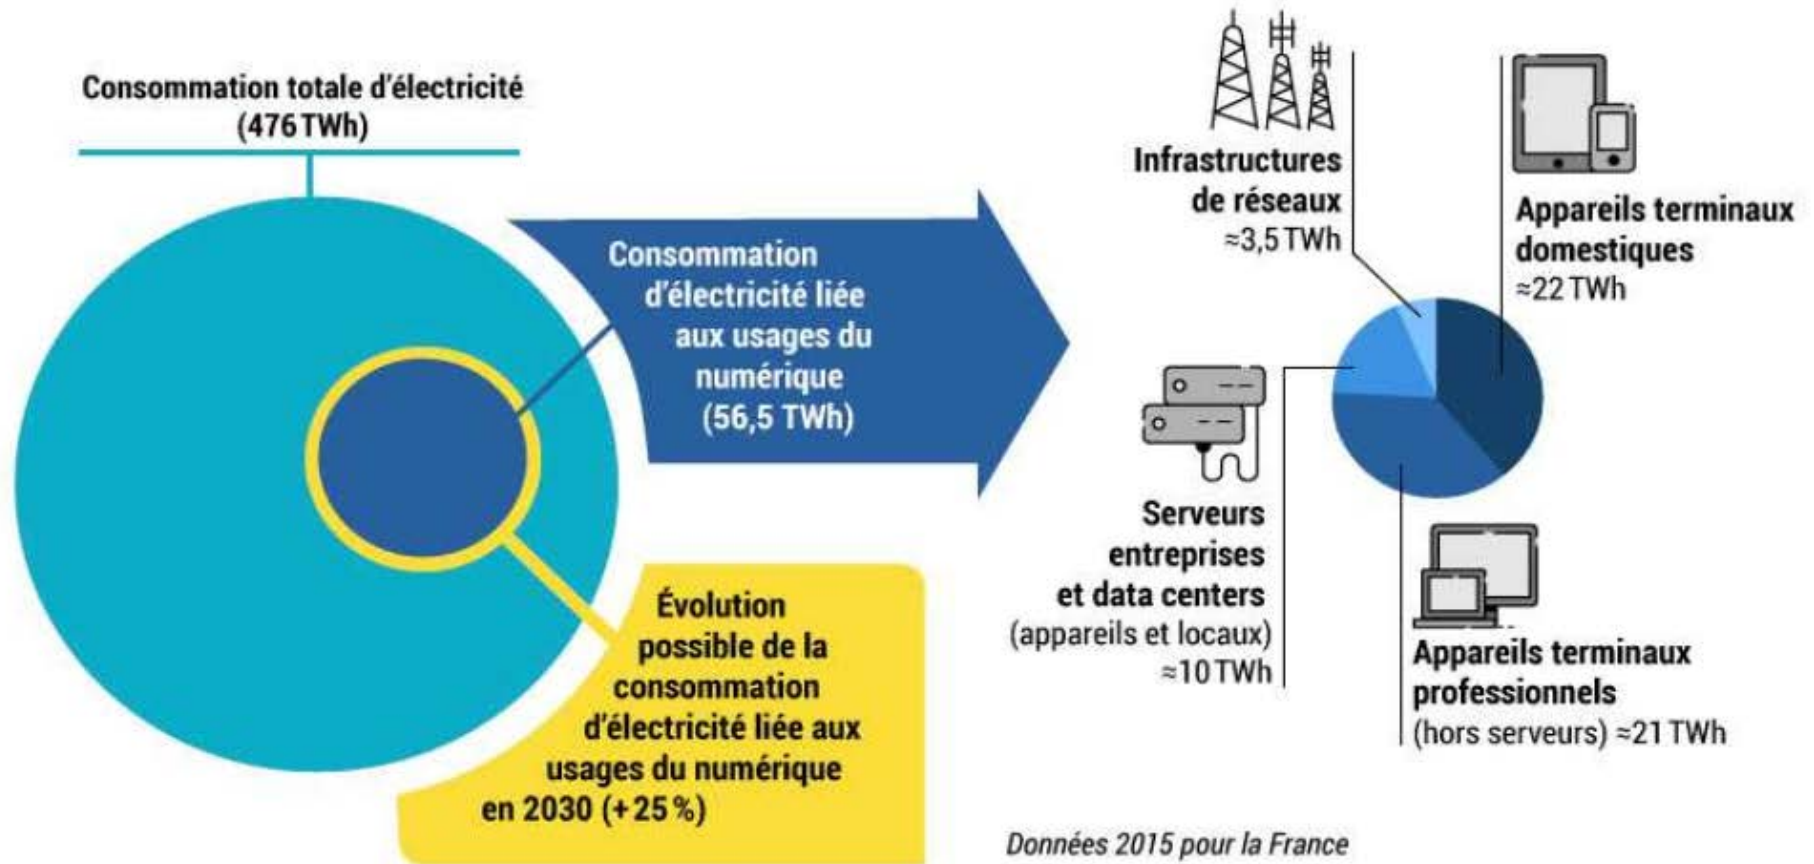 Consommation totale d'électricité
(476 TWh)
Consommation
d'électricité liée
aux usages du
numérique
(56,5 TWh)
Évolution
possible de la
consommation
d'électricité liée aux
usages du numérique
en 2030 (+25 %)
Infrastructures
de réseaux
≈3,5 TWh
Appareils terminaux
domestiques
≈22 TWh
Serveurs
entreprises
et data centers
(appareils et locaux)
≈10 TWh
Appareils terminaux
professionnels
(hors serveurs) ≈21 TWh
Données 2015 pour la France